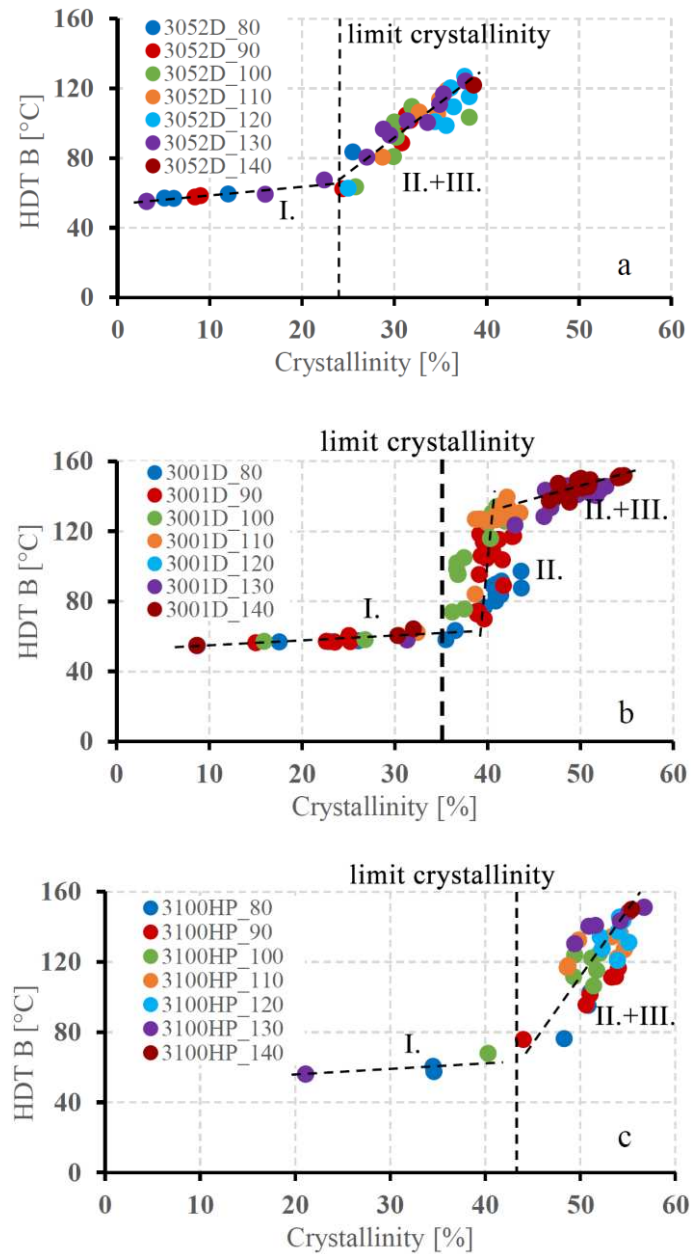 limit crystallinity
3052D_80
3052D_90
3052D_100
3052D_110
3052D_120
3052D_130
3052D_140
160
120
80
40
0
HDT B [°C]
I.
II.+III.
a
0 10 20 30 40 50 60
Crystallinity [%]
limit crystallinity
3001D_80
3001D_90
3001D_100
3001D_110
3001D_120
3001D_130
3001D_140
160
120
80
40
0
HDT B [°C]
I.
II.+III.
II.
b
0 10 20 30 40 50 60
Crystallinity [%]
limit crystallinity
3100HP_80
3100HP_90
3100HP_100
3100HP_110
3100HP_120
3100HP_130
3100HP_140
160
120
80
40
0
HDT B [°C]
I.
II.+III.
c
0 10 20 30 40 50 60
Crystallinity [%]